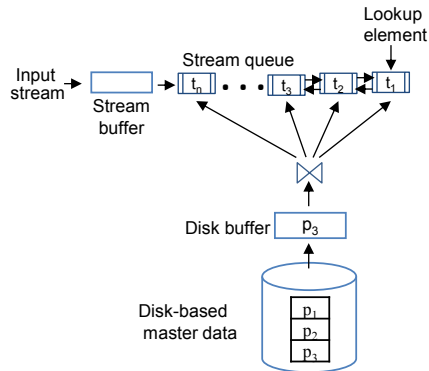 Lookup
element
Stream queue
Input
stream
Stream
buffer
tn
t3
t2
t1
Disk buffer
p3
Disk-based
master data
p1
p2
p3